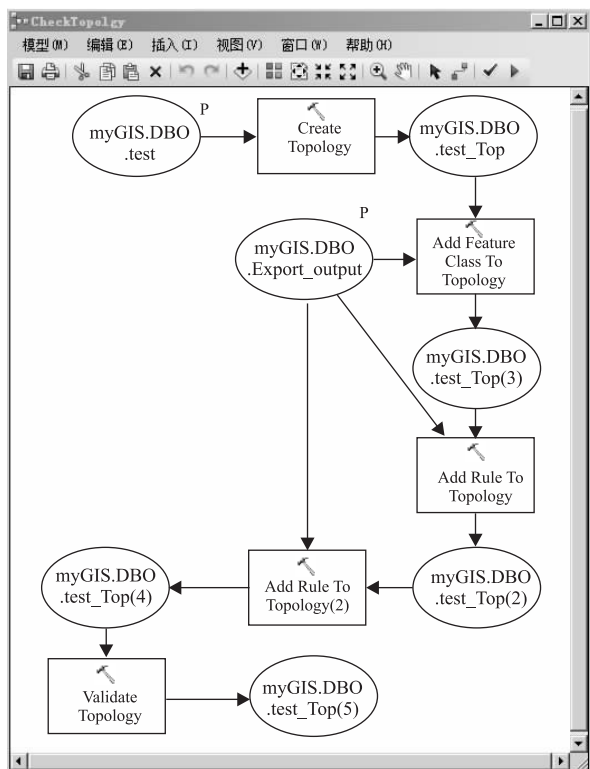 CheckTopolgy
模型(M) 编辑(E) 插入(I) 视图(V) 窗口(W) 帮助(H)
myGIS.DBO
.test
P
Create
Topology
myGIS.DBO
.test_Top
myGIS.DBO
.Export_output
P
Add Feature
Class To
Topology
myGIS.DBO
.test_Top(3)
Add Rule To
Topology
myGIS.DBO
.test_Top(4)
Add Rule To
Topology(2)
myGIS.DBO
.test_Top(2)
Validate
Topology
myGIS.DBO
.test_Top(5)